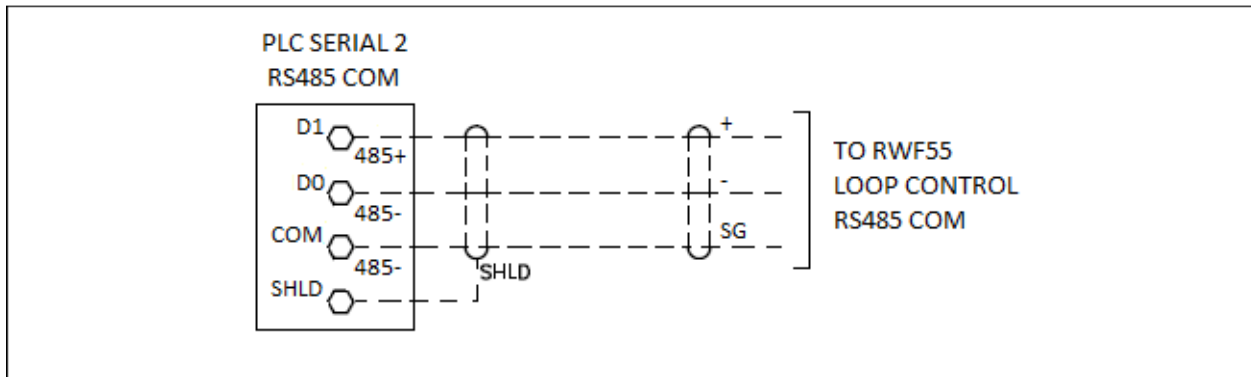 PLC SERIAL 2
RS485 COM
D1
485+
+
D0
485-
-
COM
485-
SG
SHLD
SHLD
TO RWF55
LOOP CONTROL
RS485 COM